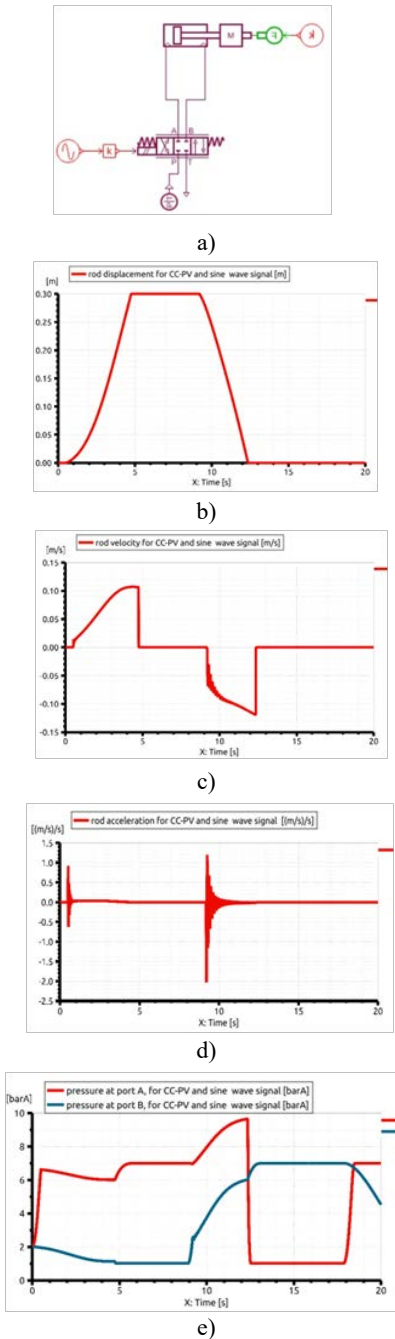 M
A B
k
P T
a)
rod displacement for CC-PV and sine wave signal [m]
[m]
0.30
0.25
0.20
0.15
0.10
0.05
0.00
0 5 10 15 20
X: Time [s]
b)
rod velocity for CC-PV and sine wave signal [m/s]
[m/s]
0.15
0.10
0.05
0.00
-0.05
-0.10
-0.15
0 5 10 15 20
X: Time [s]
c)
rod acceleration for CC-PV and sine wave signal [(m/s)/s]
[(m/s)/s]
1.5
1.0
0.5
0.0
-0.5
-1.0
-1.5
-2.0
-2.5
0 5 10 15 20
X: Time [s]
d)
pressure at port A, for CC-PV and sine wave signal [barA]
pressure at port B, for CC-PV and sine wave signal [barA]
[barA]
10
8
6
4
2
0
0 5 10 15 20
X: Time [s]
e)